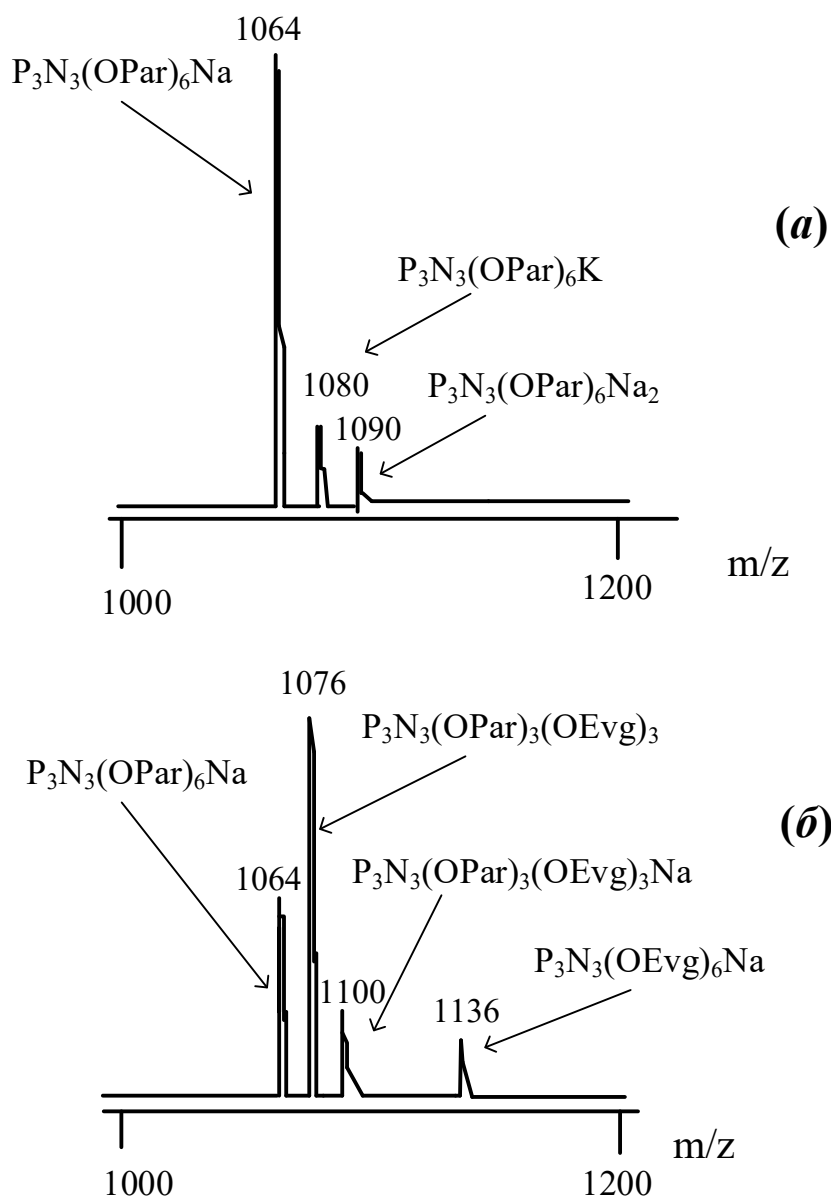 1064
P₃N₃(OPar)₆Na
(а)
P₃N₃(OPar)₆K
1080
P₃N₃(OPar)₆Na₂
1090
1000
1200
m/z
1076
P₃N₃(OPar)₃(OEvg)₃
P₃N₃(OPar)₆Na
(б)
1064
P₃N₃(OPar)₃(OEvg)₃Na
1100
P₃N₃(OEvg)₆Na
1136
1000
1200
m/z